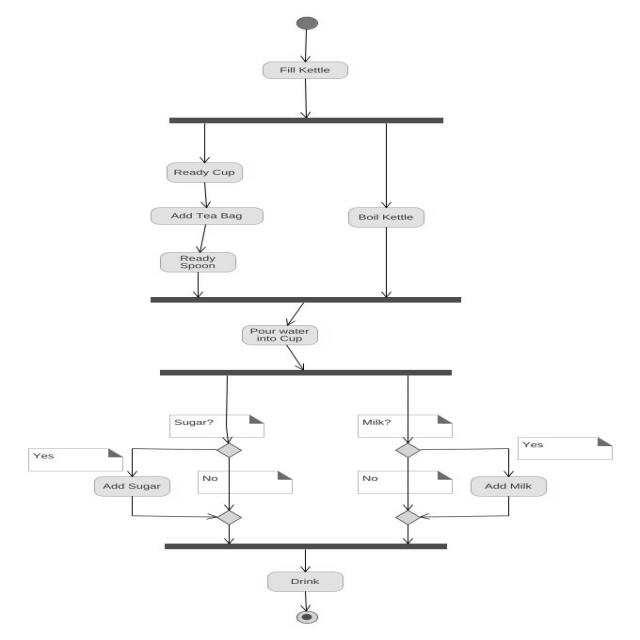 Fill Kettle
Ready Cup
Add Tea Bag
Boil Kettle
Ready
Spoon
Pour water
into Cup
Sugar?
Milk?
Yes
Yes
No
No
Add Sugar
Add Milk
Drink